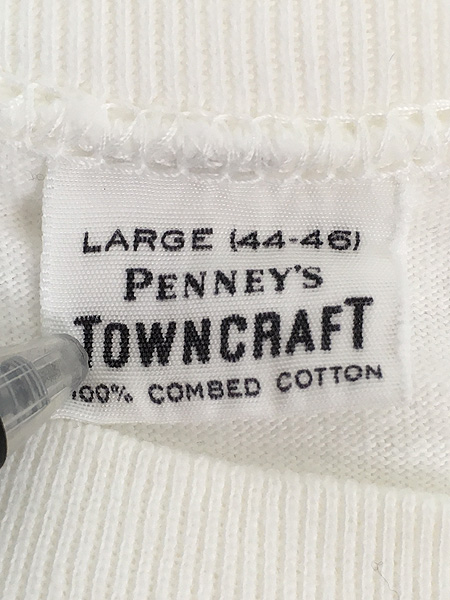 LARGE (44-46)
PENNEY'S
TOWNCRAFT
100% COMBED COTTON